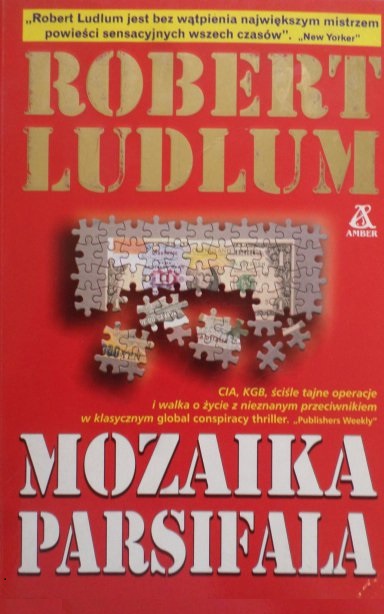 „Robert Ludlum jest bez wątpienia największym mistrzem
powieści sensacyjnych wszech czasów”. „New Yorker”
ROBERT
LUDLUM
AMBER
CIA, KGB, ściśle tajne operacje
i walka o życie z nieznanym przeciwnikiem
w klasycznym global conspiracy thriller. „Publishers Weekly”
MOZAIKA
PARSIFALA